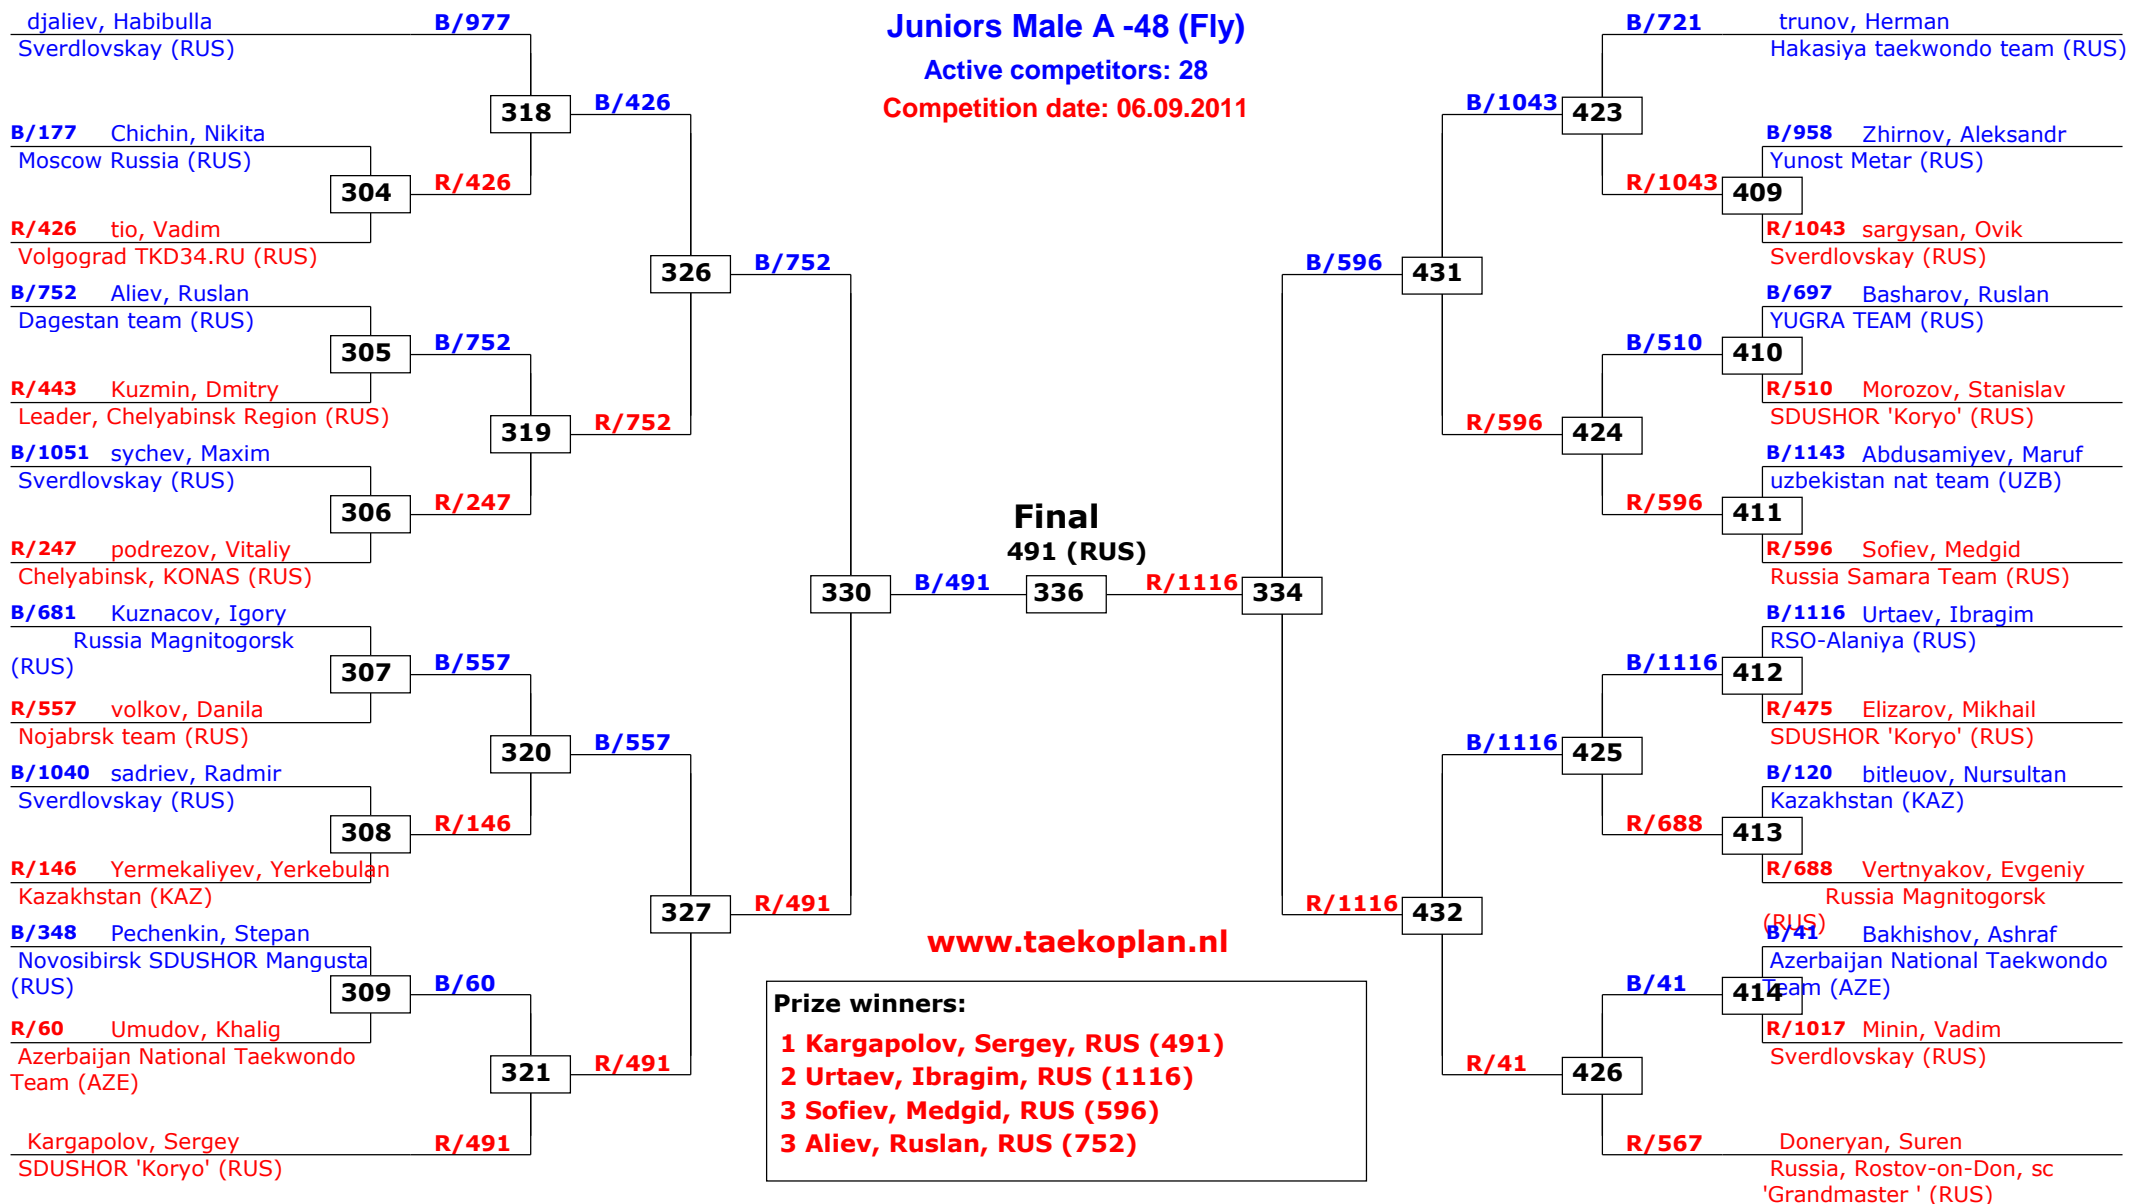 Juniors Male A -48 (Fly)
Active competitors: 28
Competition date: 06.09.2011
djaliev, Habibulla
B/977
Sverdlovskay (RUS)
318
B/426
B/177 Chichin, Nikita
Moscow Russia (RUS)
304
R/426
R/426 tio, Vadim
Volgograd TKD34.RU (RUS)
326
B/752
B/752 Aliev, Ruslan
Dagestan team (RUS)
305
B/752
R/443 Kuzmin, Dmitry
Leader, Chelyabinsk Region (RUS)
319
R/752
B/1051 sychev, Maxim
Sverdlovskay (RUS)
306
R/247
R/247 podrezov, Vitaliy
Chelyabinsk, KONAS (RUS)
330
B/491
B/681 Kuznacov, Igory
Russia Magnitogorsk
(RUS)
307
B/557
R/557 volkov, Danila
Nojabrsk team (RUS)
320
B/557
B/1040 sadriev, Radmir
Sverdlovskay (RUS)
308
R/146
R/146 Yermekaliyev, Yerkebulan
Kazakhstan (KAZ)
327
R/491
B/348 Pechenkin, Stepan
Novosibirsk SDUSHOR Mangusta
(RUS)
309
B/60
R/60 Umudov, Khalig
Azerbaijan National Taekwondo
Team (AZE)
321
R/491
Kargapolov, Sergey
R/491
SDUSHOR 'Koryo' (RUS)
Final
491 (RUS)
336
R/1116
334
www.taekoplan.nl
Prize winners:
1 Kargapolov, Sergey, RUS (491)
2 Urtaev, Ibragim, RUS (1116)
3 Sofiev, Medgid, RUS (596)
3 Aliev, Ruslan, RUS (752)
B/721
trunov, Herman
Hakasiya taekwondo team (RUS)
B/1043
423
B/958 Zhirnov, Aleksandr
Yunost Metar (RUS)
R/1043
409
R/1043 sargysan, Ovik
Sverdlovskay (RUS)
B/596
431
B/697 Basharov, Ruslan
YUGRA TEAM (RUS)
B/510
410
R/510 Morozov, Stanislav
SDUSHOR 'Koryo' (RUS)
R/596
424
B/1143 Abdusamiyev, Maruf
uzbekistan nat team (UZB)
R/596
411
R/596 Sofiev, Medgid
Russia Samara Team (RUS)
B/1116 Urtaev, Ibragim
RSO-Alaniya (RUS)
B/1116
412
R/475 Elizarov, Mikhail
SDUSHOR 'Koryo' (RUS)
B/1116
425
B/120 bitleuov, Nursultan
Kazakhstan (KAZ)
R/688
413
R/688 Vertnyakov, Evgeniy
Russia Magnitogorsk
(RUS)
R/1116
432
B/41 Bakhishov, Ashraf
Azerbaijan National Taekwondo
Team (AZE)
B/41
414
R/1017 Minin, Vadim
Sverdlovskay (RUS)
R/41
426
R/567
Doneryan, Suren
Russia, Rostov-on-Don, sc
'Grandmaster ' (RUS)